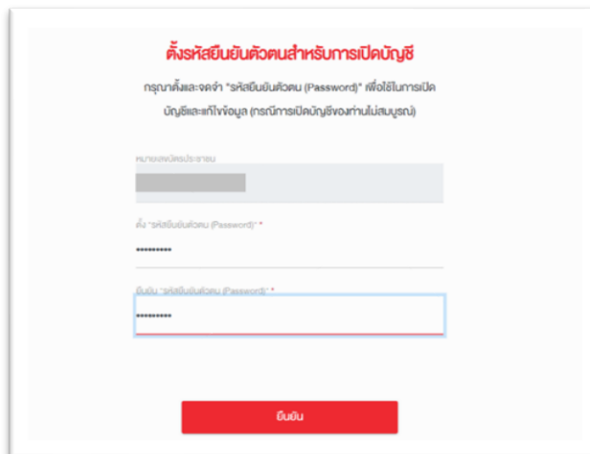 ตั้งรหัสยืนยันตัวตนสำหรับการเปิดบัญชี
กรุณาตั้งและจดจำ "รหัสยืนยันตัวตน (Password)" เพื่อใช้ในการเปิด
บัญชีและแก้ไขข้อมูล (กรณีการเปิดบัญชีของท่านไม่สมบูรณ์)
หมายเลขบัตรประชาชน
ตั้ง "รหัสยืนยันตัวตน (Password)" *
•••••••••
ยืนยัน "รหัสยืนยันตัวตน (Password)" *
•••••••••
ยืนยัน